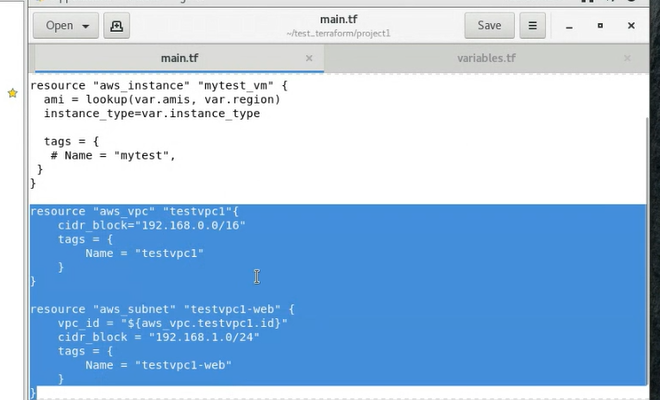 Open
main.tf
~/test_terraform/project1
Save
main.tf
variables.tf
resource "aws_instance" "mytest_vm" {
  ami = lookup(var.amis, var.region)
  instance_type=var.instance_type
  tags = {
   # Name = "mytest",
 }
}
resource "aws_vpc" "testvpc1"{
    cidr_block="192.168.0.0/16"
    tags = {
        Name = "testvpc1"
    }
}
resource "aws_subnet" "testvpc1-web" {
    vpc_id = "${aws_vpc.testvpc1.id}"
    cidr_block = "192.168.1.0/24"
    tags = {
        Name = "testvpc1-web"
    }
}